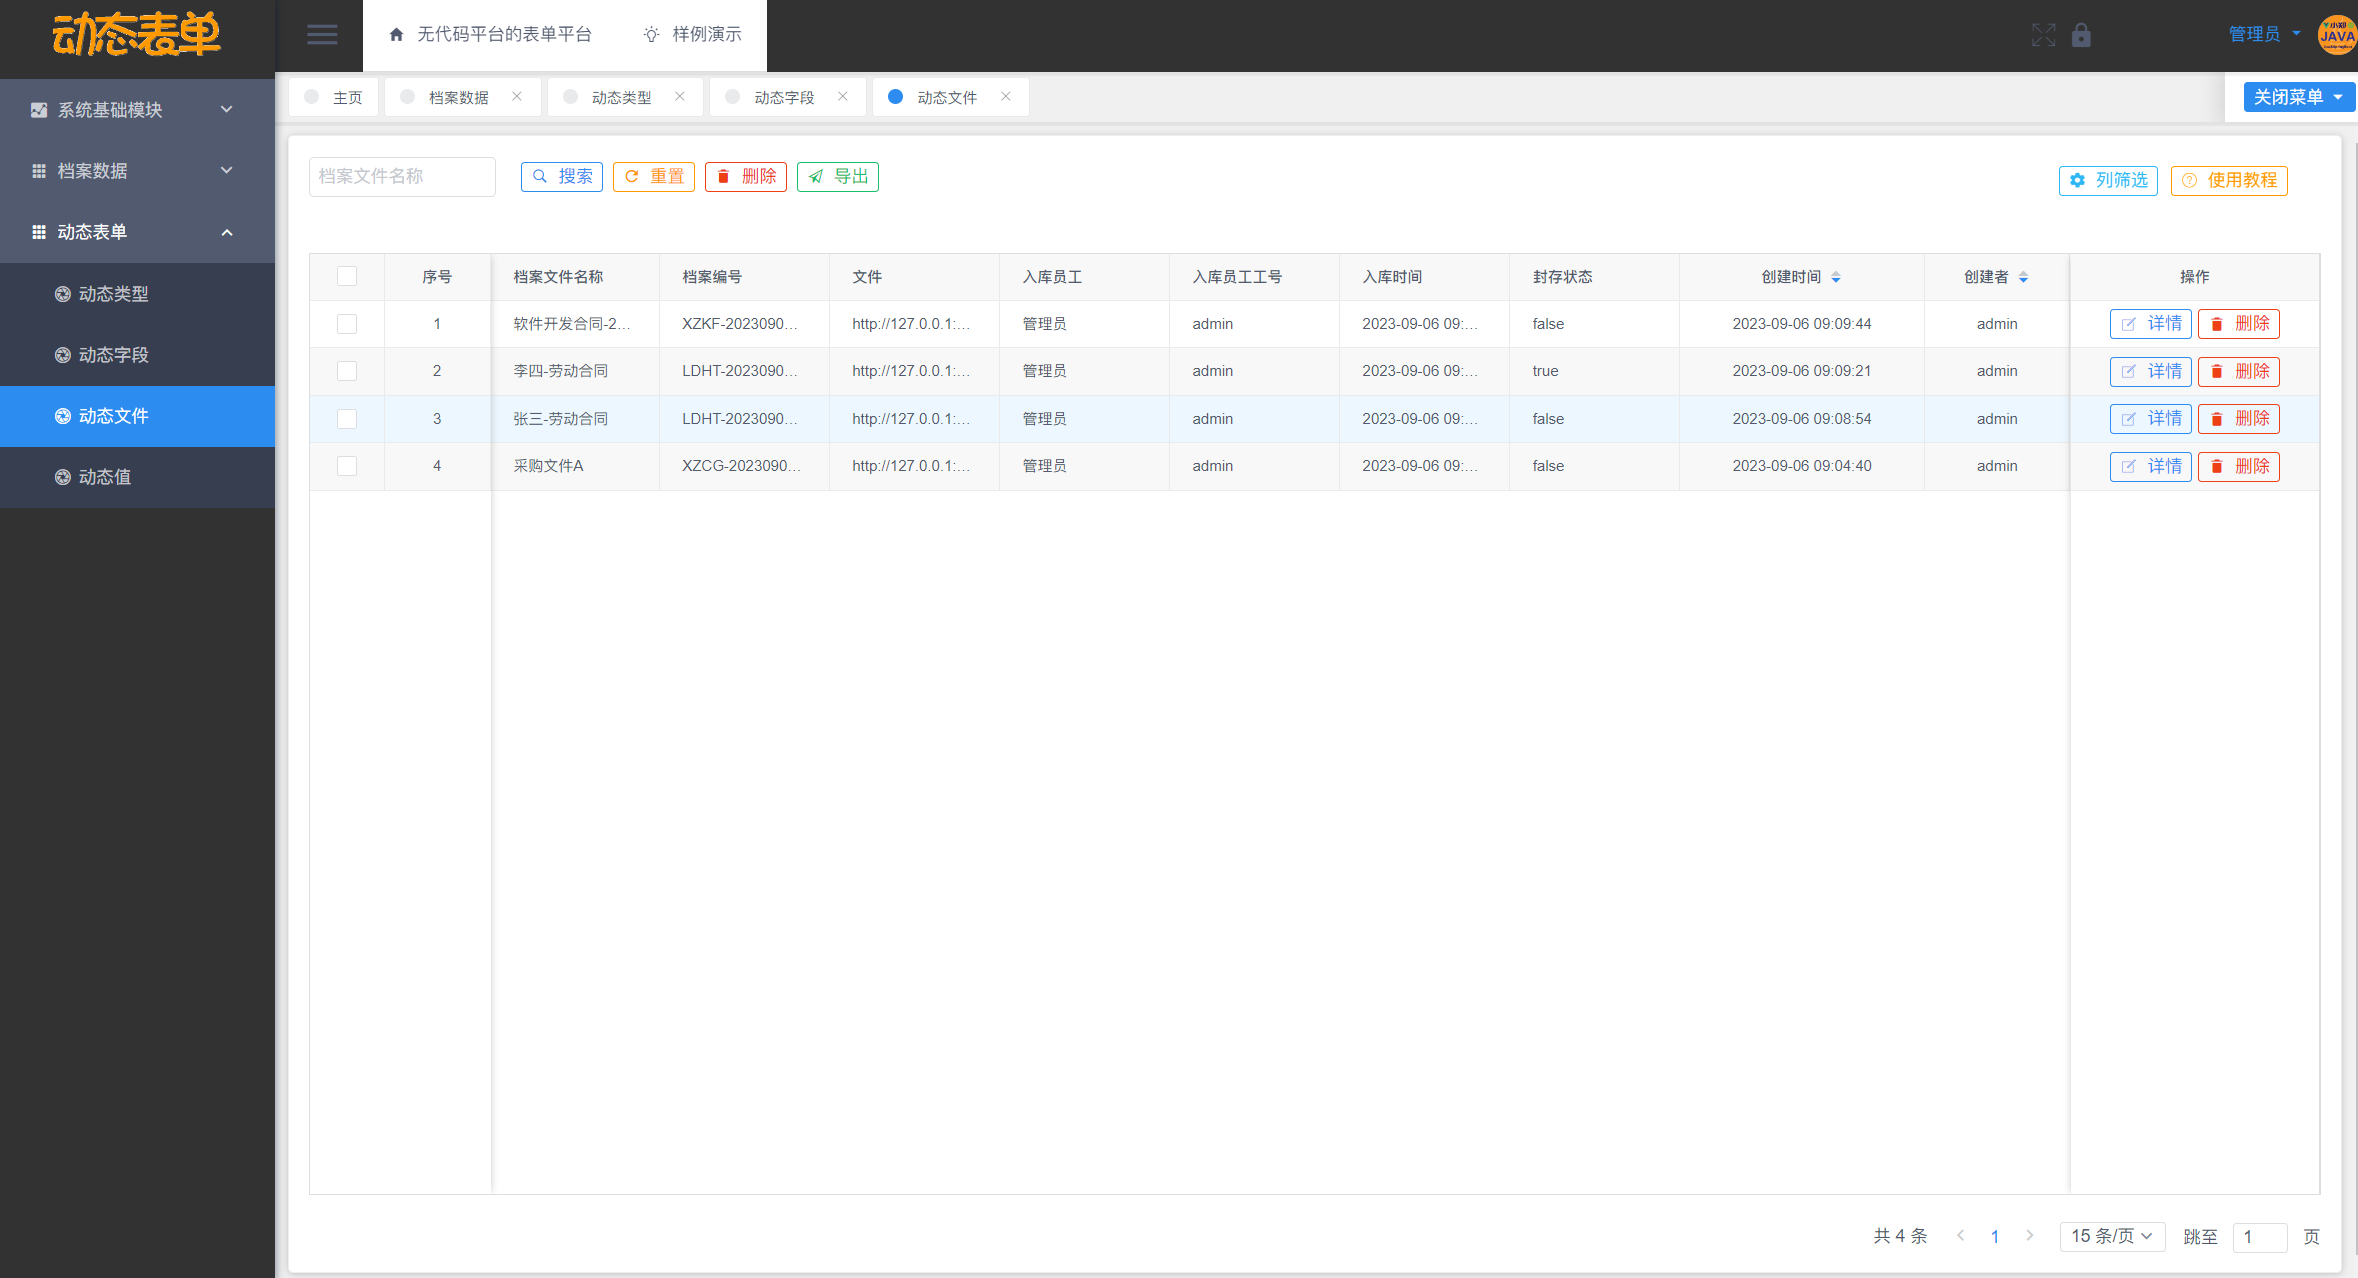 动态表单
无代码平台的表单平台 样例演示 管理员 小郑 JAVA
主页 档案数据 动态类型 动态字段 动态文件 关闭菜单
系统基础模块
档案数据
动态表单
动态类型
动态字段
动态文件
动态值
档案文件名称 搜索 重置 删除 导出 列筛选 使用教程
序号 档案文件名称 档案编号 文件 入库员工 入库员工工号 入库时间 封存状态 创建时间 创建者 操作
1 软件开发合同-2... XZKF-2023090... http://127.0.0.1:... 管理员 admin 2023-09-06 09:... false 2023-09-06 09:09:44 admin 详情 删除
2 李四-劳动合同 LDHT-2023090... http://127.0.0.1:... 管理员 admin 2023-09-06 09:... true 2023-09-06 09:09:21 admin 详情 删除
3 张三-劳动合同 LDHT-2023090... http://127.0.0.1:... 管理员 admin 2023-09-06 09:... false 2023-09-06 09:08:54 admin 详情 删除
4 采购文件A XZCG-2023090... http://127.0.0.1:... 管理员 admin 2023-09-06 09:... false 2023-09-06 09:04:40 admin 详情 删除
共 4 条 1 15 条/页 跳至 1 页